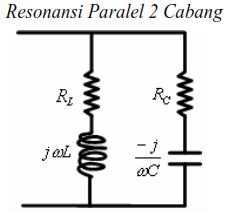 Resonansi Paralel 2 Cabang
R_L R_C
jωL -j/ωC